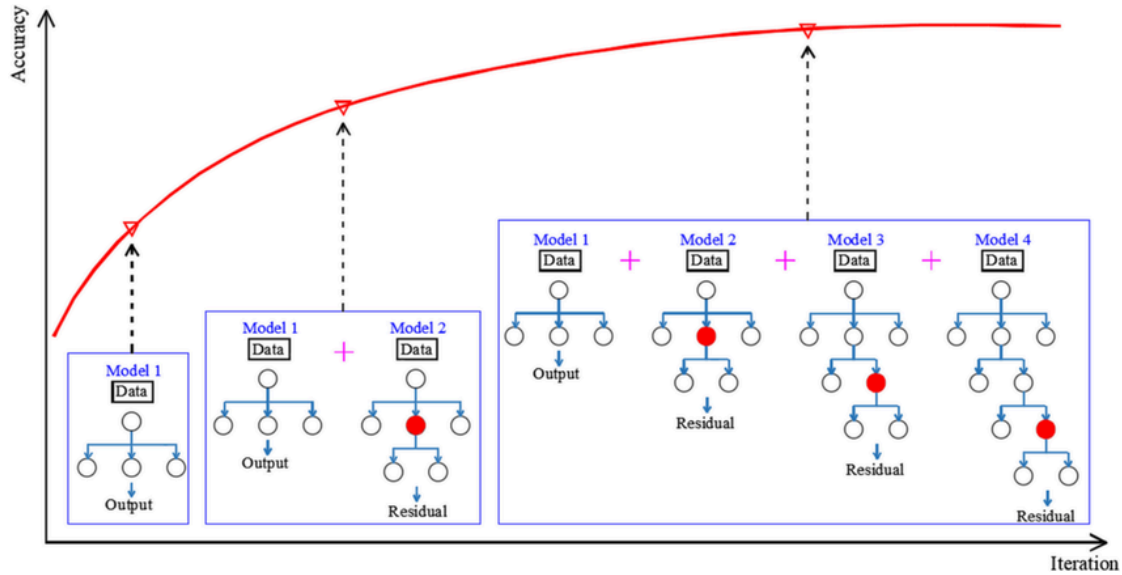 Accuracy
Model 1
Data
Output
Model 1
Data
Output
+
Model 2
Data
Residual
Model 1
Data
Output
+
Model 2
Data
Residual
+
Model 3
Data
Residual
+
Model 4
Data
Residual
Iteration